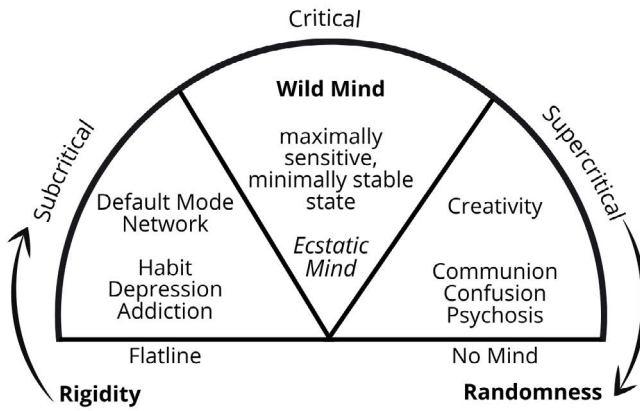 Critical
Subcritical
Supercritical
Wild Mind
maximally
sensitive,
minimally stable
state
Ecstatic
Mind
Default Mode
Network
Habit
Depression
Addiction
Creativity
Communion
Confusion
Psychosis
Flatline
No Mind
Rigidity
Randomness